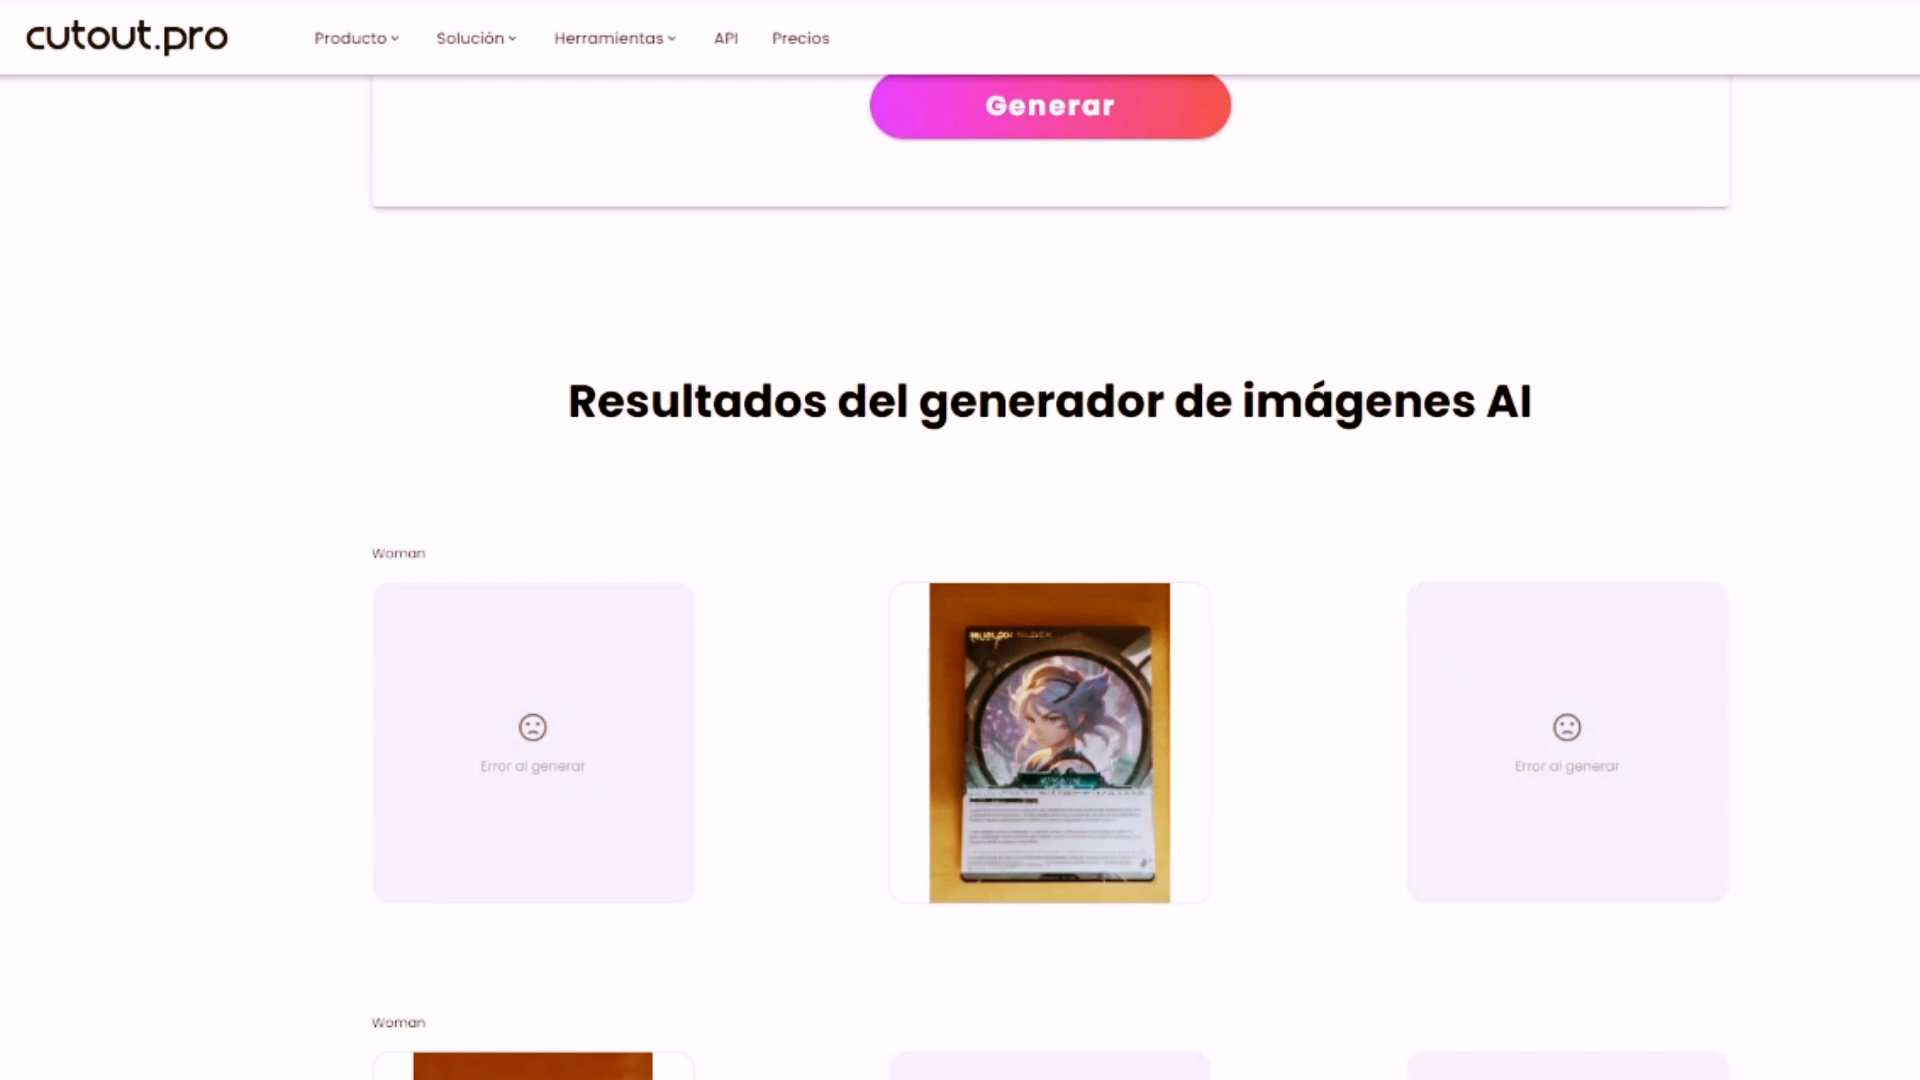 cutout.pro
Producto Solución Herramientas API Precios
Generar
Resultados del generador de imágenes AI
Woman
Error al generar
Error al generar
Woman